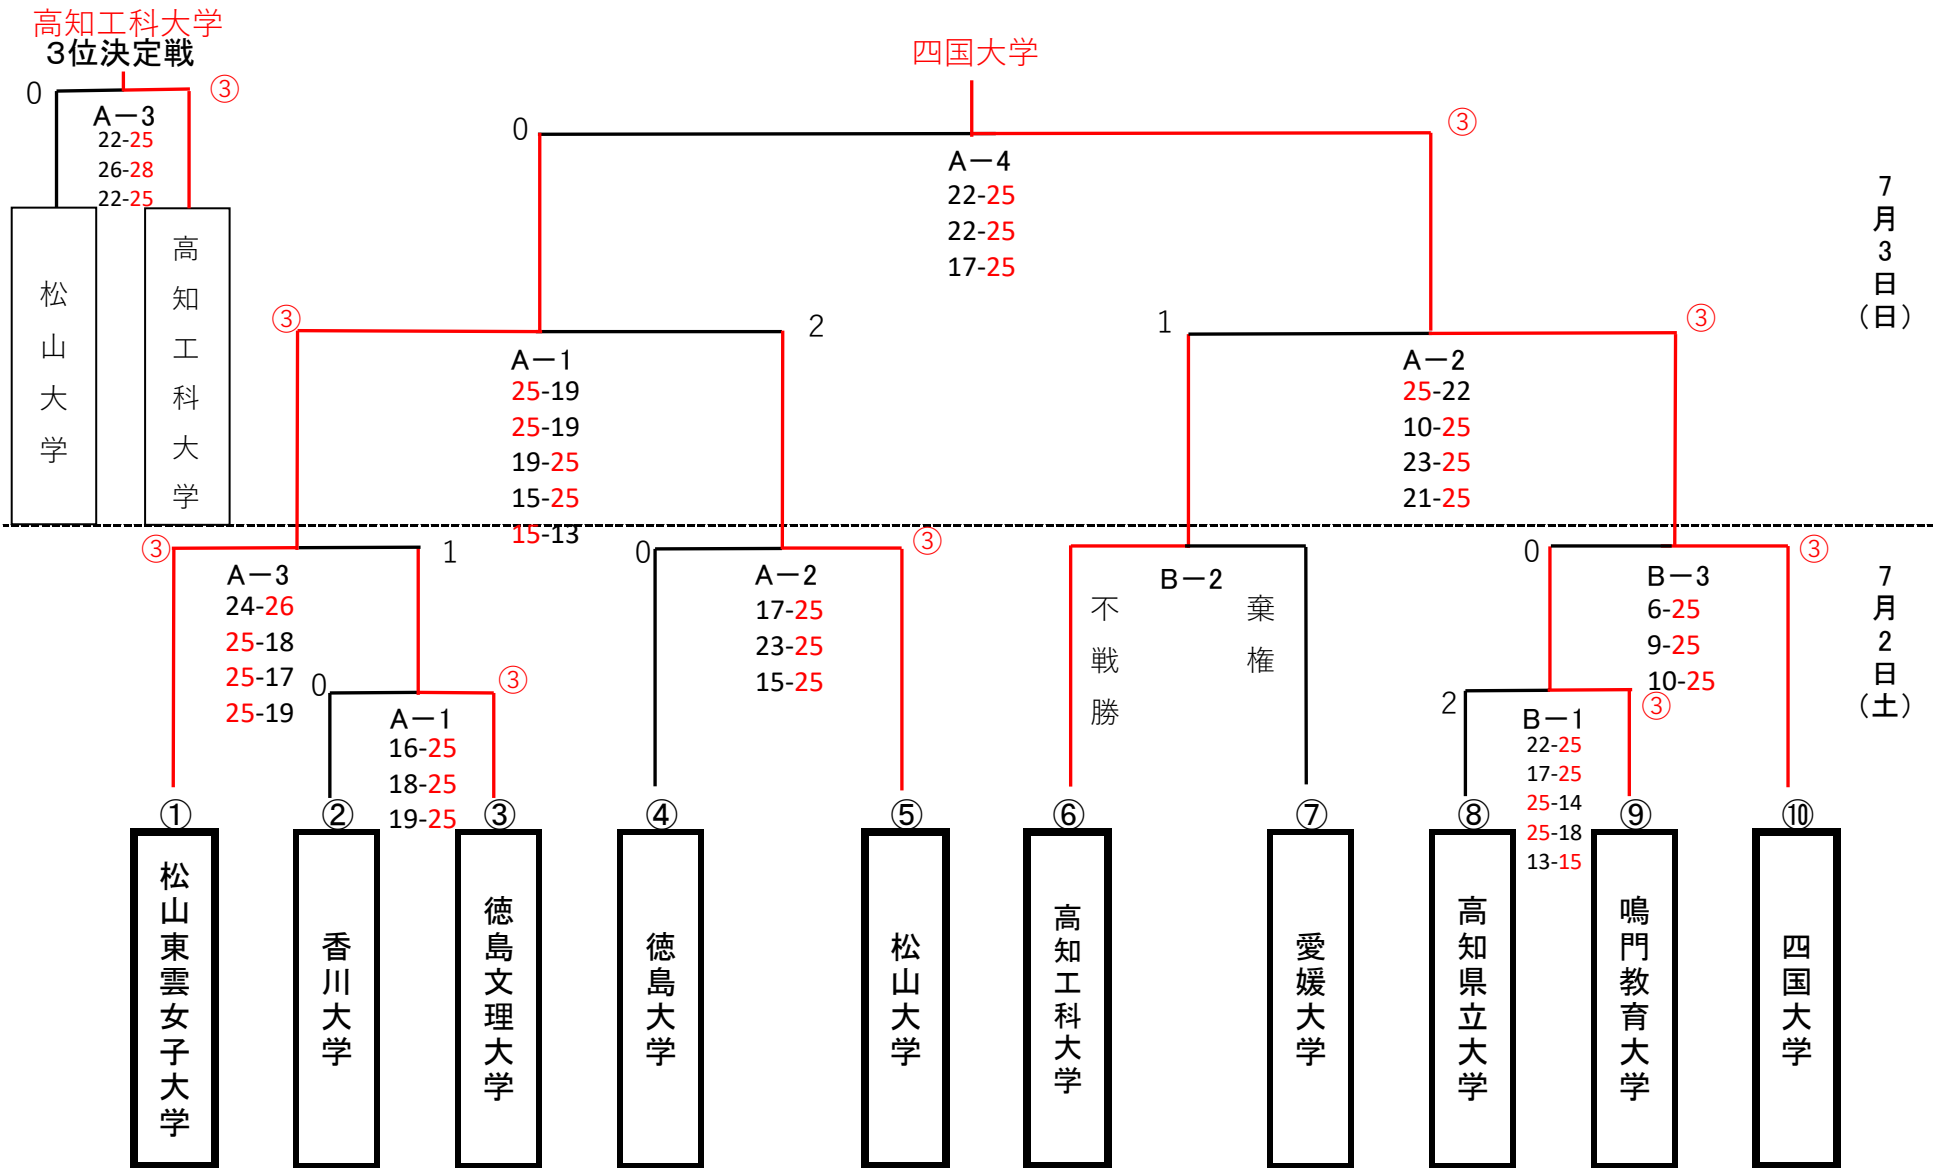 高知工科大学
3位決定戦
0
③
A－3
22-25
26-28
22-25
松山大学
高知工科大学
四国大学
0
③
A－4
22-25
22-25
17-25
7月3日(日)
③
2
A－1
25-19
25-19
19-25
15-25
15-13
1
③
A－2
25-22
10-25
23-25
21-25
③
1
A－3
24-26
25-18
25-17
25-19
0
③
A－1
16-25
18-25
19-25
0
③
A－2
17-25
23-25
15-25
B－2
不戦勝
棄権
0
③
B－3
6-25
9-25
10-25
2
③
B－1
22-25
17-25
25-14
25-18
13-15
7月2日(土)
①
②
③
④
⑤
⑥
⑦
⑧
⑨
⑩
松山東雲女子大学
香川大学
徳島文理大学
徳島大学
松山大学
高知工科大学
愛媛大学
高知県立大学
鳴門教育大学
四国大学